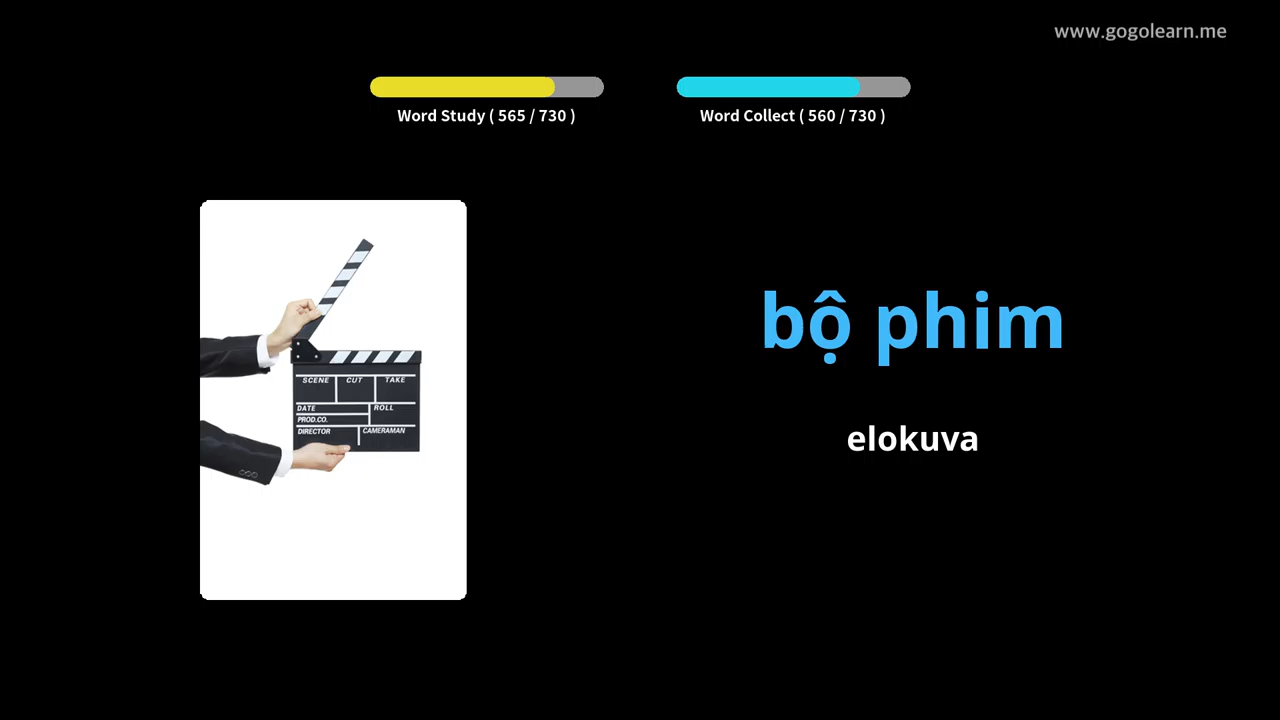 www.gogolearn.me
Word Study ( 565 / 730 )
Word Collect ( 560 / 730 )
SCENE CUT TAKE
DATE ROLL
PROD.CO.
DIRECTOR CAMERAMAN
bộ phim
elokuva